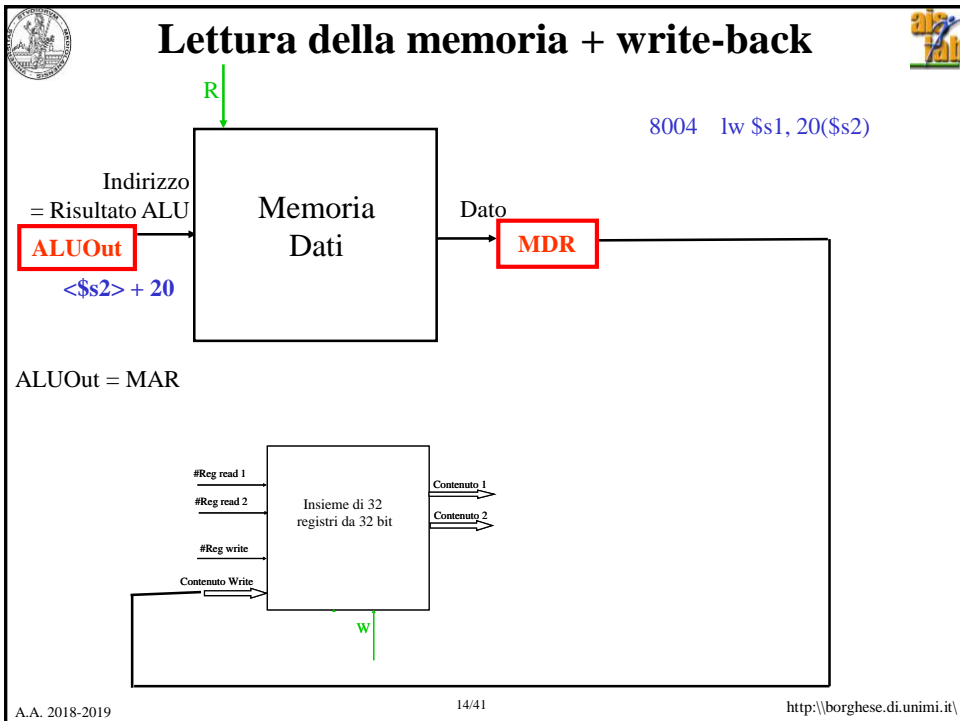 Lettura della memoria + write-back
R
8004 lw $s1, 20($s2)
Indirizzo
= Risultato ALU
Memoria
Dati
Dato
ALUOut
MDR
<$s2> + 20
ALUOut = MAR
#Reg read 1
#Reg read 2
#Reg write
Contenuto Write
Insieme di 32
registri da 32 bit
Contenuto 1
Contenuto 2
W
A.A. 2018-2019
14/41
http:\\borghese.di.unimi.it\